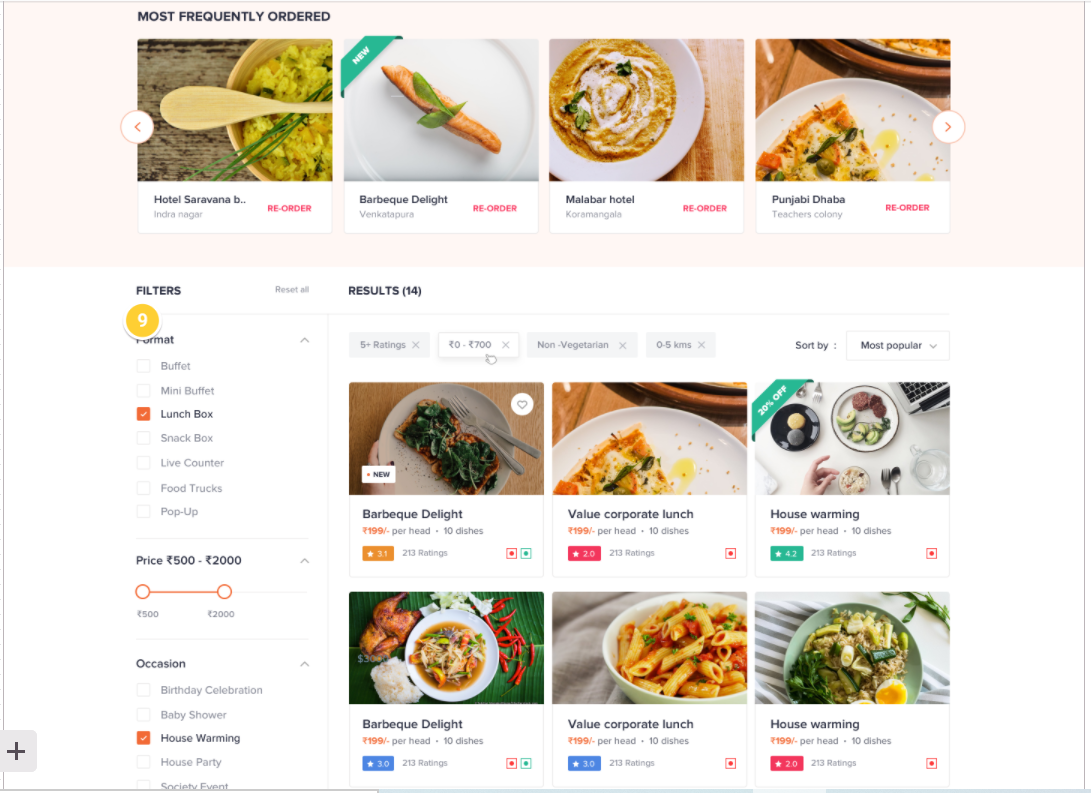 MOST FREQUENTLY ORDERED
NEW
Hotel Saravana b..
Indra nagar
RE-ORDER
Barbeque Delight
Venkatapura
RE-ORDER
Malabar hotel
Koramangala
RE-ORDER
Punjabi Dhaba
Teachers colony
RE-ORDER
FILTERS
Reset all
RESULTS (14)
9
Format
Buffet
Mini Buffet
Lunch Box
Snack Box
Live Counter
Food Trucks
Pop-Up
Price ₹500 - ₹2000
₹500
₹2000
Occasion
Birthday Celebration
Baby Shower
House Warming
House Party
Society Event
5+ Ratings
₹0 - ₹700
Non -Vegetarian
0-5 kms
Sort by :
Most popular
NEW
Barbeque Delight
₹199/- per head • 10 dishes
3.1
213 Ratings
Value corporate lunch
₹199/- per head • 10 dishes
2.0
213 Ratings
20% OFF
House warming
₹199/- per head • 10 dishes
4.2
213 Ratings
Barbeque Delight
₹199/- per head • 10 dishes
3.0
213 Ratings
Value corporate lunch
₹199/- per head • 10 dishes
3.0
213 Ratings
House warming
₹199/- per head • 10 dishes
2.0
213 Ratings